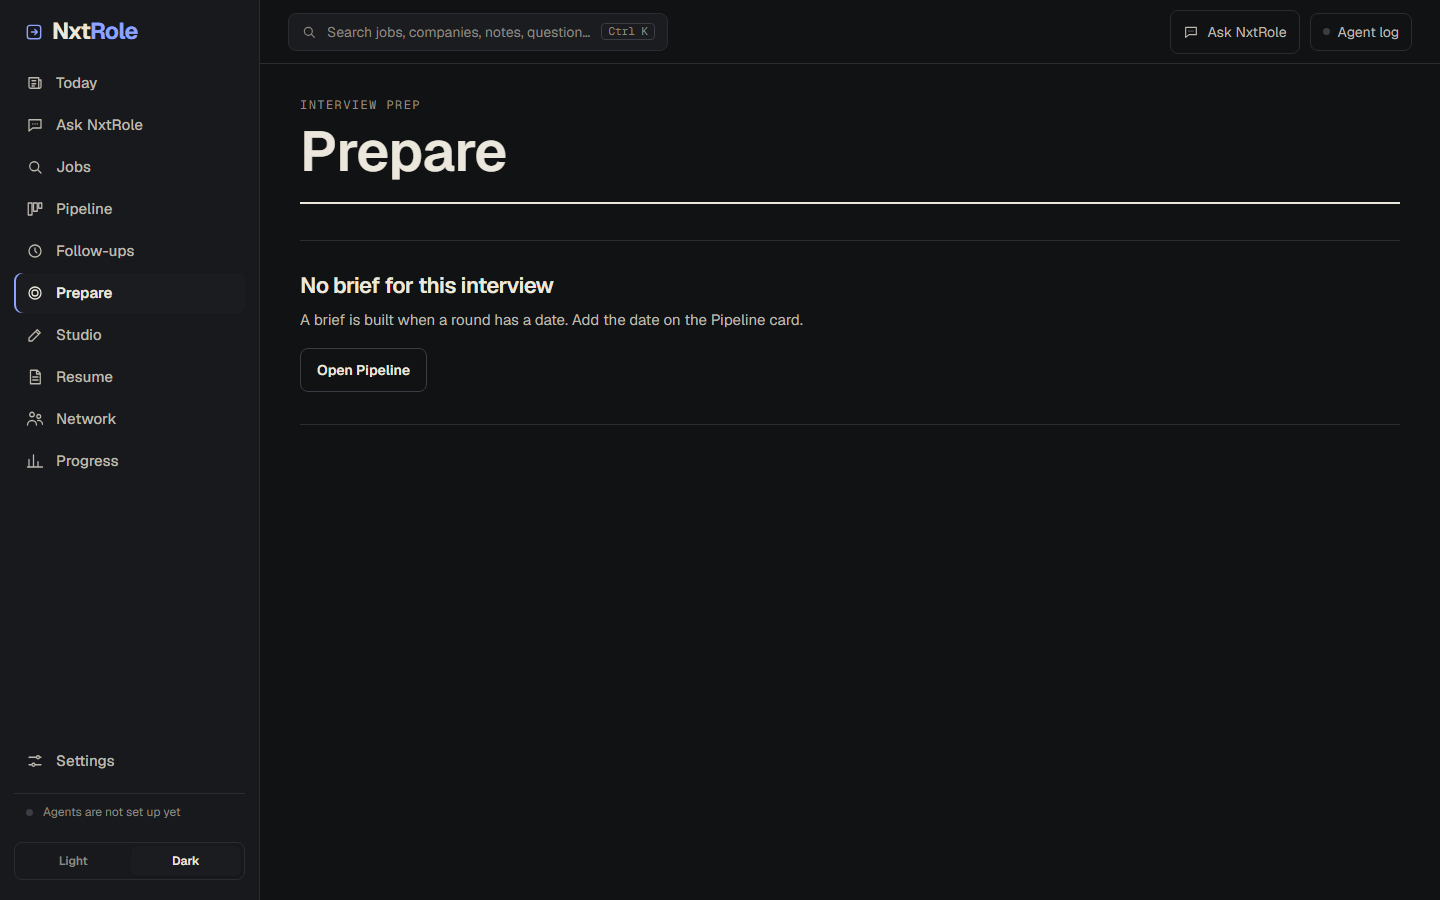 NxtRole
Search jobs, companies, notes, question... Ctrl K
Ask NxtRole
Agent log
Today
Ask NxtRole
Jobs
Pipeline
Follow-ups
Prepare
Studio
Resume
Network
Progress
Settings
Agents are not set up yet
Light
Dark
INTERVIEW PREP
Prepare
No brief for this interview
A brief is built when a round has a date. Add the date on the Pipeline card.
Open Pipeline